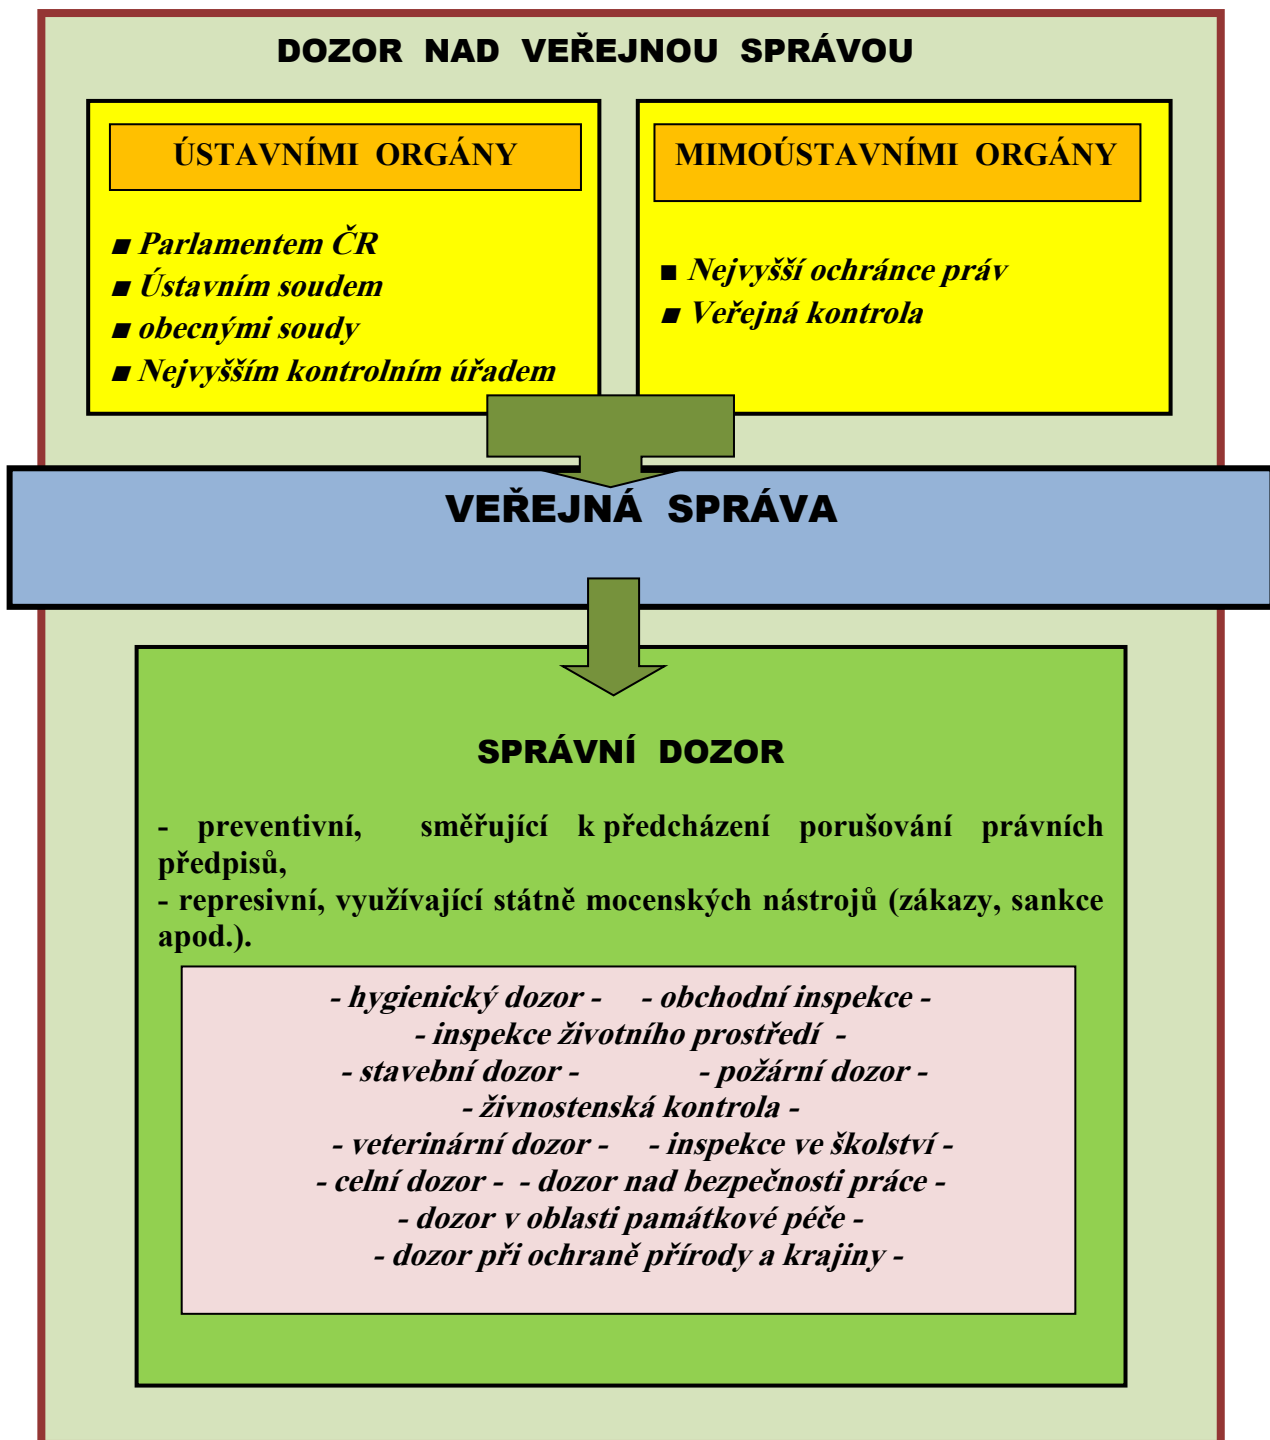 DOZOR NAD VEŘEJNOU SPRÁVOU
ÚSTAVNÍMI ORGÁNY
■ Parlamentem ČR
■ Ústavním soudem
■ obecnými soudy
■ Nejvyšším kontrolním úřadem
MIMOÚSTAVNÍMI ORGÁNY
■ Nejvyšší ochránce práv
■ Veřejná kontrola
VEŘEJNÁ SPRÁVA
SPRÁVNÍ DOZOR
- preventivní, směřující k předcházení porušování právních
předpisů,
- represivní, využívající státně mocenských nástrojů (zákazy, sankce
apod.).
- hygienický dozor - - obchodní inspekce -
- inspekce životního prostředí -
- stavební dozor - - požární dozor -
- živnostenská kontrola -
- veterinární dozor - - inspekce ve školství -
- celní dozor - - dozor nad bezpečnosti práce -
- dozor v oblasti památkové péče -
- dozor při ochraně přírody a krajiny -